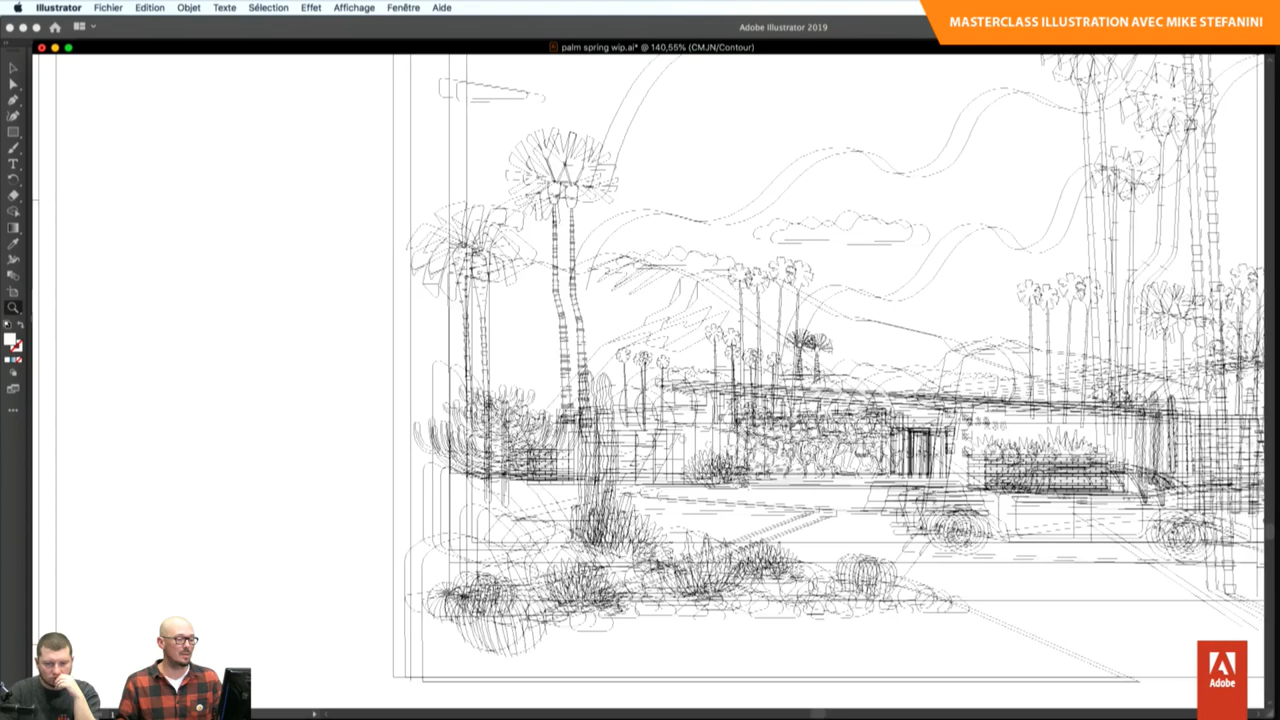 Illustrator Fichier Edition Objet Texte Sélection Effet Affichage Fenêtre Aide
MASTERCLASS ILLUSTRATION AVEC MIKE STEFANINI
Adobe Illustrator 2019
palm spring wip.ai* @ 140,55% (CMJN/Contour)
Adobe